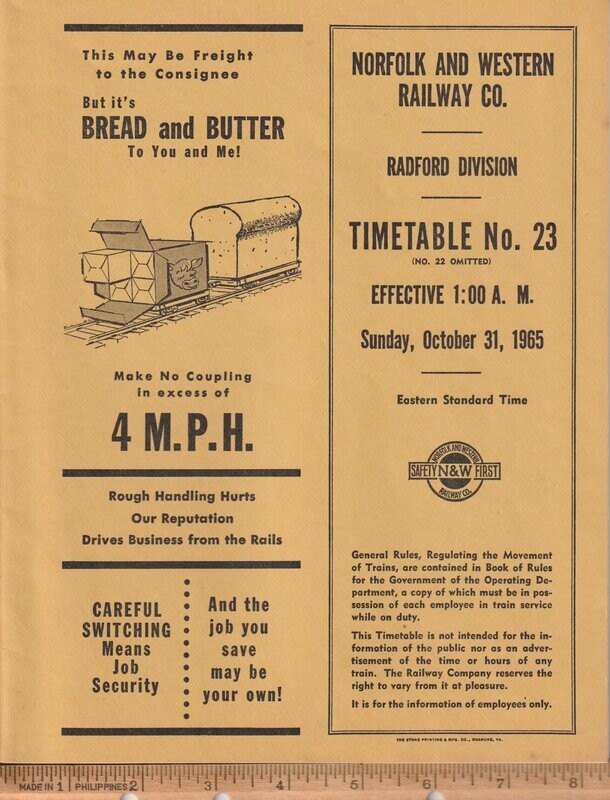 This May Be Freight
to the Consignee
But it's
BREAD and BUTTER
To You and Me!
Make No Coupling
in excess of
4 M.P.H.
Rough Handling Hurts
Our Reputation
Drives Business from the Rails
CAREFUL
SWITCHING
Means
Job
Security
And the
job you
save
may be
your own!
NORFOLK AND WESTERN
RAILWAY CO.
RADFORD DIVISION
TIMETABLE No. 23
(NO. 22 OMITTED)
EFFECTIVE 1:00 A. M.
Sunday, October 31, 1965
Eastern Standard Time
NORFOLK AND WESTERN
SAFETY N&W FIRST
RAILWAY CO.
General Rules, Regulating the Movement
of Trains, are contained in Book of Rules
for the Government of the Operating De-
partment, a copy of which must be in pos-
session of each employee in train service
while on duty.
This Timetable is not intended for the in-
formation of the public nor as an adver-
tisement of the time or hours of any
train. The Railway Company reserves the
right to vary from it at pleasure.
It is for the information of employees only.
THE STONE PRINTING & MFG. CO., ROANOKE, VA.
MADE IN 1 PHILIPPINES 2 3 4 5 6 7 8